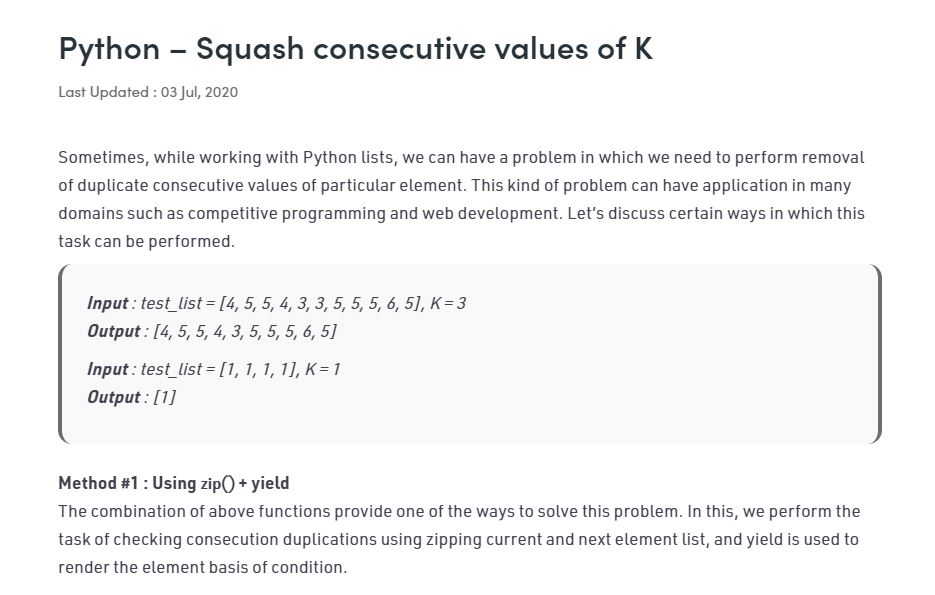 Python – Squash consecutive values of K
Last Updated : 03 Jul, 2020
Sometimes, while working with Python lists, we can have a problem in which we need to perform removal
of duplicate consecutive values of particular element. This kind of problem can have application in many
domains such as competitive programming and web development. Let’s discuss certain ways in which this
task can be performed.
Input : test_list = [4, 5, 5, 4, 3, 3, 5, 5, 5, 6, 5], K = 3
Output : [4, 5, 5, 4, 3, 5, 5, 5, 6, 5]
Input : test_list = [1, 1, 1, 1], K = 1
Output : [1]
Method #1 : Using zip() + yield
The combination of above functions provide one of the ways to solve this problem. In this, we perform the
task of checking consecution duplications using zipping current and next element list, and yield is used to
render the element basis of condition.